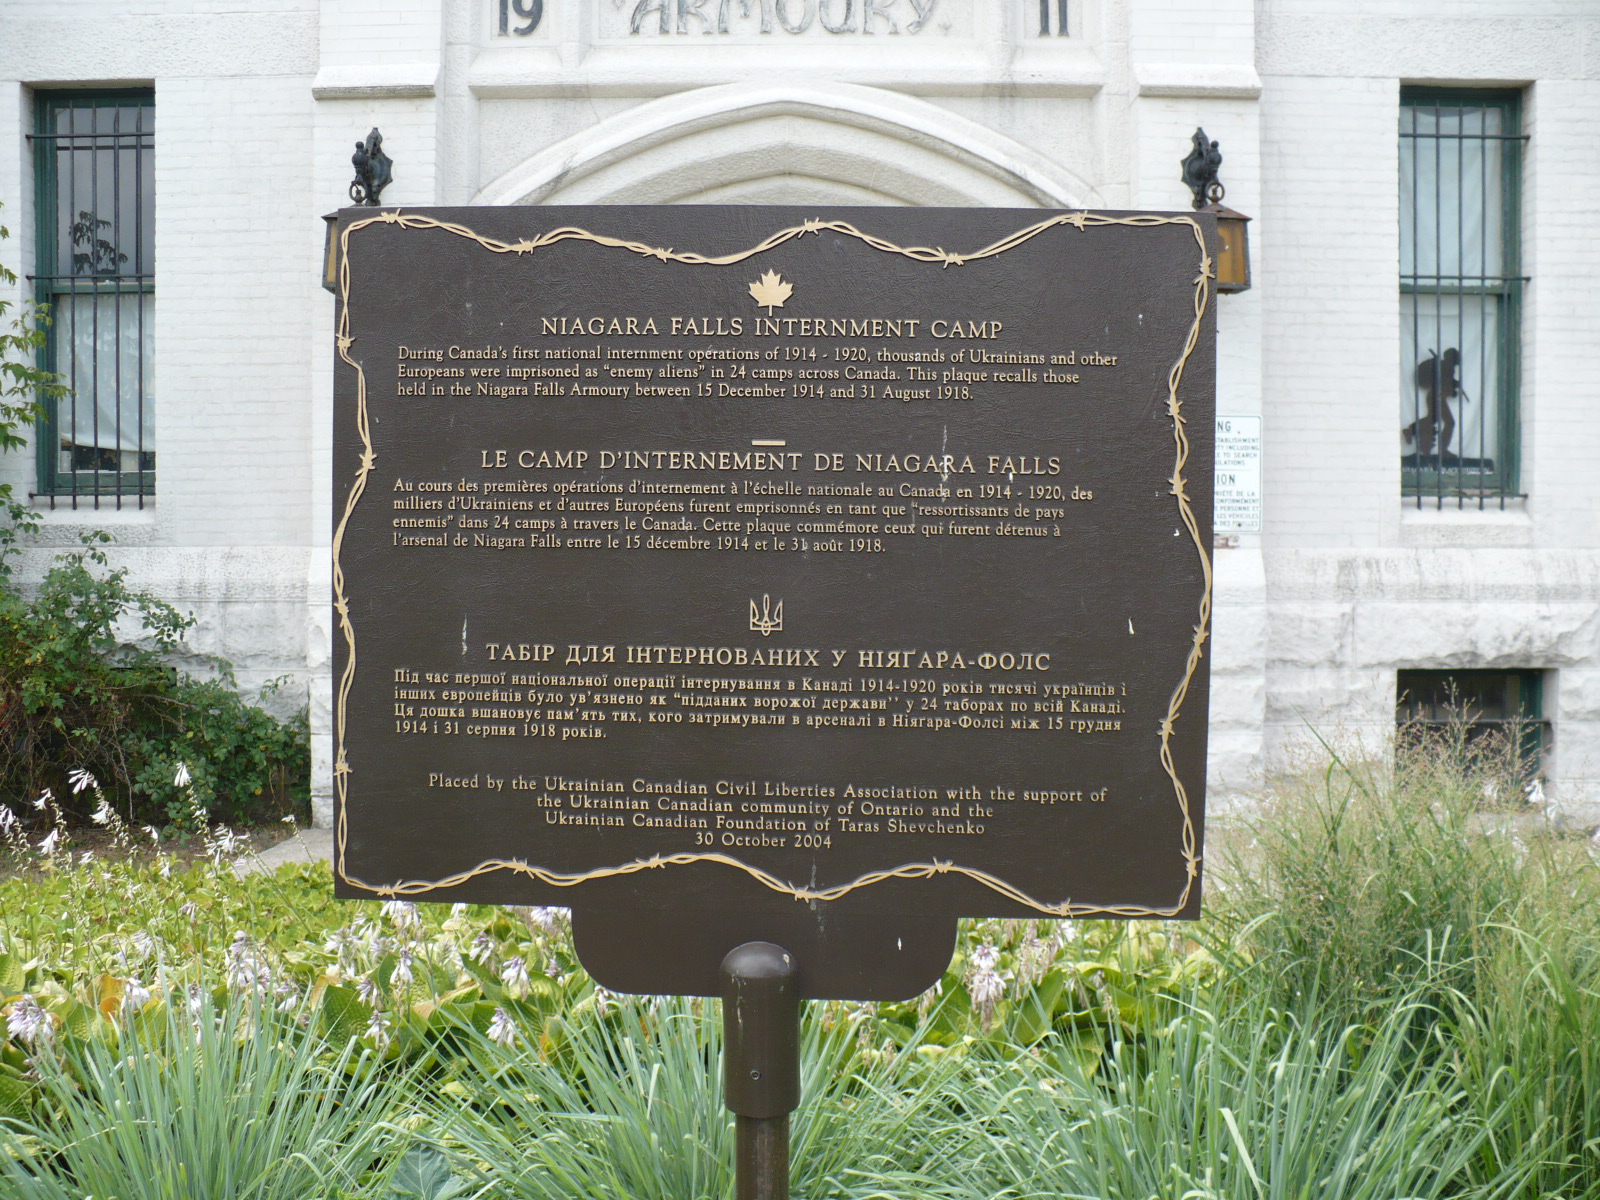 19 ARMOURY. 11
NIAGARA FALLS INTERNMENT CAMP
During Canada's first national internment operations of 1914 - 1920, thousands of Ukrainians and other
Europeans were imprisoned as "enemy aliens" in 24 camps across Canada. This plaque recalls those
held in the Niagara Falls Armoury between 15 December 1914 and 31 August 1918.
LE CAMP D'INTERNEMENT DE NIAGARA FALLS
Au cours des premières opérations d'internement à l'échelle nationale au Canada en 1914 - 1920, des
milliers d'Ukrainiens et d'autres Européens furent emprisonnés en tant que "ressortissants de pays
ennemis" dans 24 camps à travers le Canada. Cette plaque commémore ceux qui furent détenus à
l'arsenal de Niagara Falls entre le 15 décembre 1914 et le 31 août 1918.
ТАБІР ДЛЯ ІНТЕРНОВАНИХ У НІЯҐАРА-ФОЛС
Під час першої національної операції інтернування в Канаді 1914-1920 років тисячі українців і
інших европейців було ув'язнено як "підданих ворожої держави'' у 24 таборах по всій Канаді.
Ця дошка вшановує пам'ять тих, кого затримували в арсеналі в Ніяґара-Фолсі між 15 грудня
1914 і 31 серпня 1918 років.
Placed by the Ukrainian Canadian Civil Liberties Association with the support of
the Ukrainian Canadian community of Ontario and the
Ukrainian Canadian Foundation of Taras Shevchenko
30 October 2004